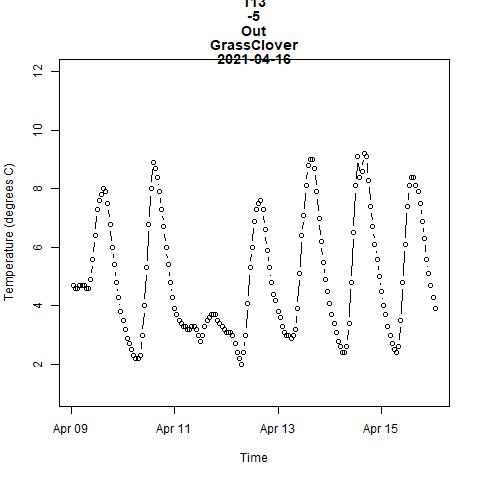 T13
-5
Out
GrassClover
2021-04-16
Temperature (degrees C)
12
10
8
6
4
2
Apr 09
Apr 11
Apr 13
Apr 15
Time